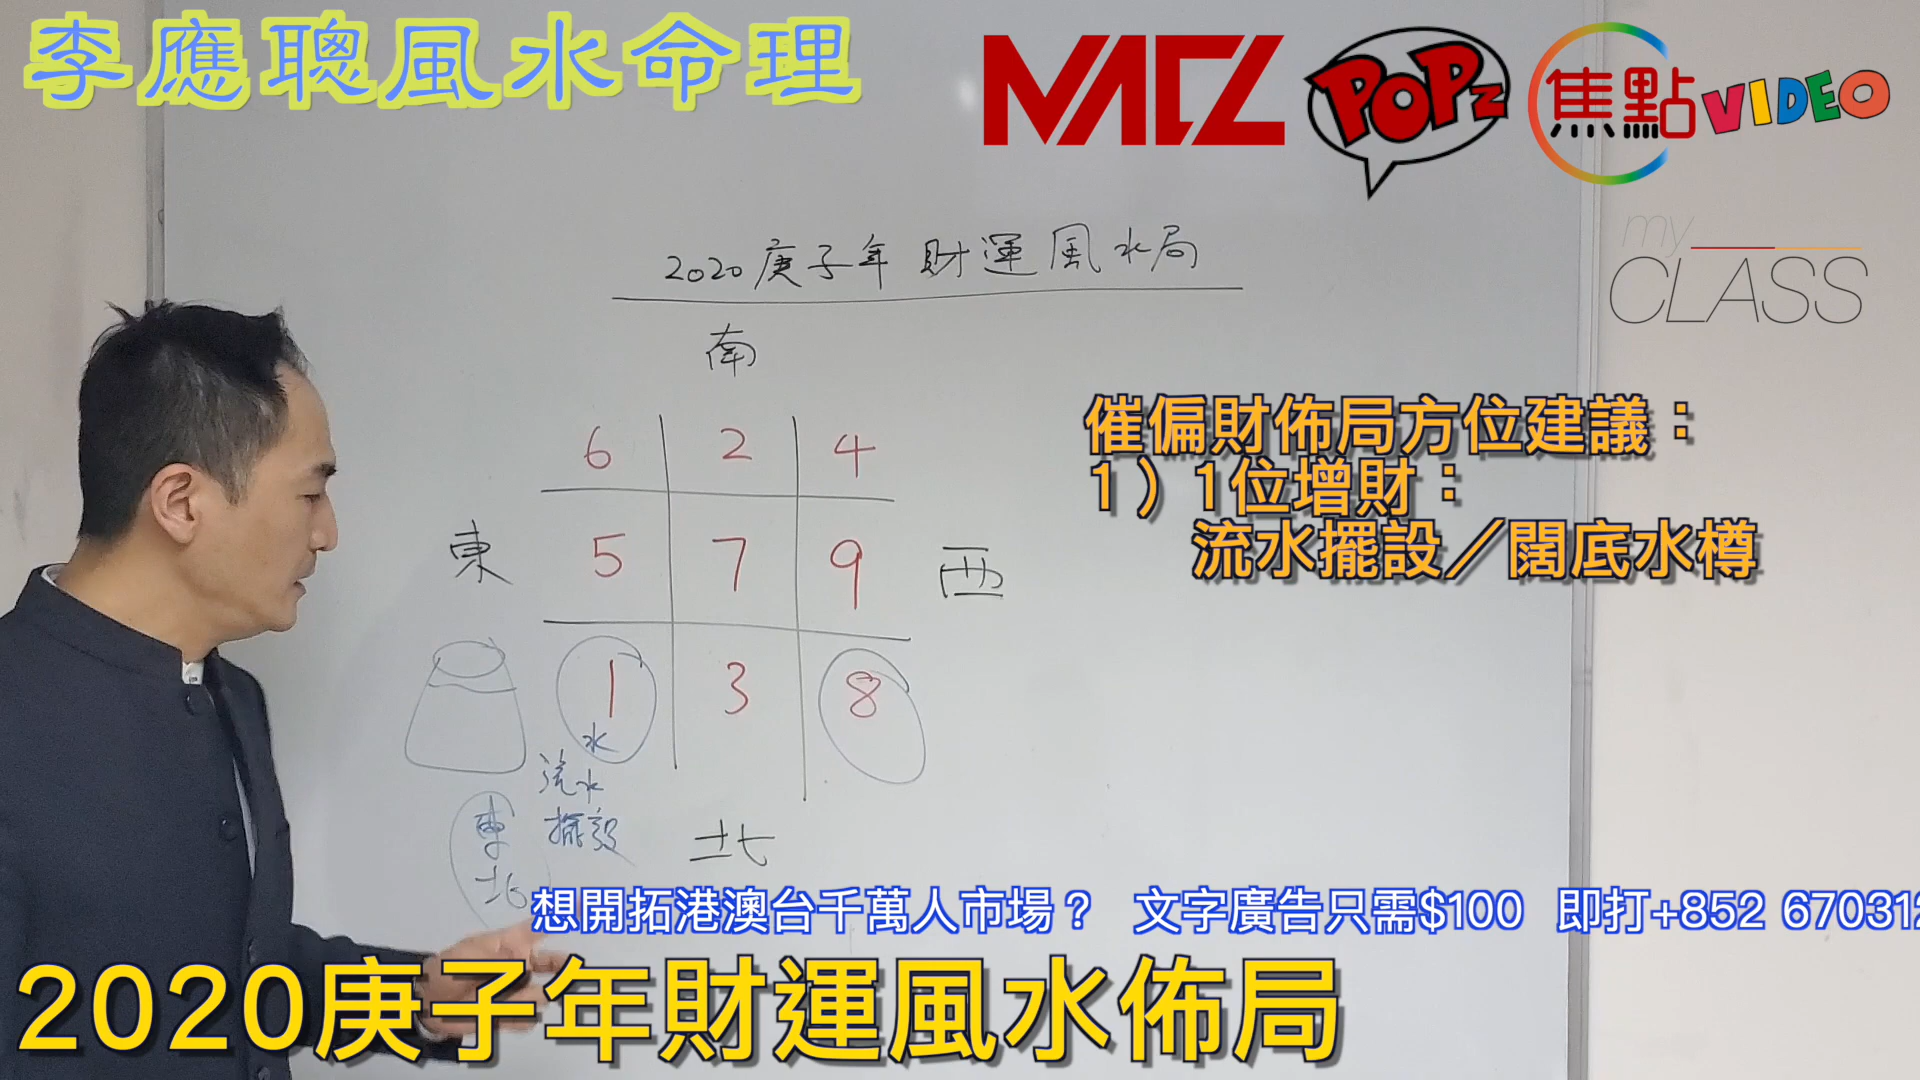 李應聰風水命理
MACL
POPz
焦點VIDEO
my
CLASS
2020庚子年財運風水局
南
6 2 4
東 5 7 9 西
1 3 8
水
流水
擺設
東
北
北
催偏財佈局方位建議：
1）1位增財：
流水擺設／闊底水樽
想開拓港澳台千萬人市場？ 文字廣告只需$100 即打+852 670312
2020庚子年財運風水佈局